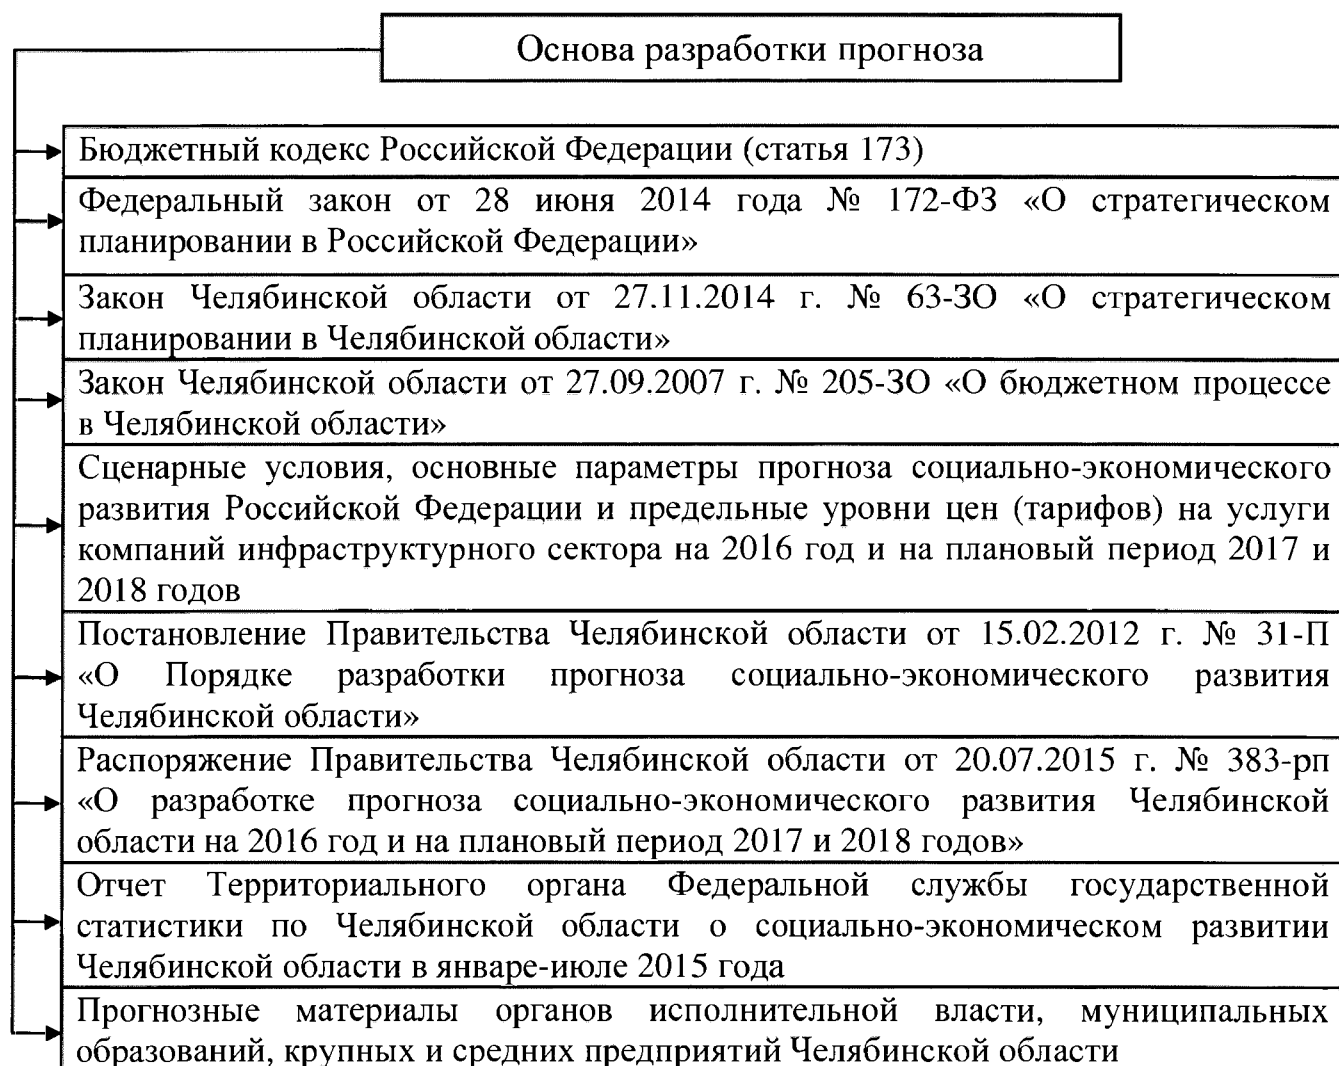 Основа разработки прогноза
Бюджетный кодекс Российской Федерации (статья 173)
Федеральный закон от 28 июня 2014 года № 172-ФЗ «О стратегическом
планировании в Российской Федерации»
Закон Челябинской области от 27.11.2014 г. № 63-ЗО «О стратегическом
планировании в Челябинской области»
Закон Челябинской области от 27.09.2007 г. № 205-ЗО «О бюджетном процессе
в Челябинской области»
Сценарные условия, основные параметры прогноза социально-экономического
развития Российской Федерации и предельные уровни цен (тарифов) на услуги
компаний инфраструктурного сектора на 2016 год и на плановый период 2017 и
2018 годов
Постановление Правительства Челябинской области от 15.02.2012 г. № 31-П
«О Порядке разработки прогноза социально-экономического развития
Челябинской области»
Распоряжение Правительства Челябинской области от 20.07.2015 г. № 383-рп
«О разработке прогноза социально-экономического развития Челябинской
области на 2016 год и на плановый период 2017 и 2018 годов»
Отчет Территориального органа Федеральной службы государственной
статистики по Челябинской области о социально-экономическом развитии
Челябинской области в январе-июле 2015 года
Прогнозные материалы органов исполнительной власти, муниципальных
образований, крупных и средних предприятий Челябинской области